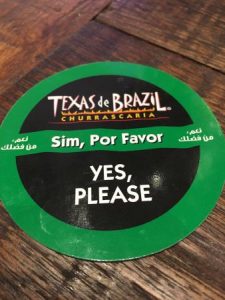 TEXAS de BRAZIL®
CHURRASCARIA
نعم، من فضلك
Sim, Por Favor
نعم، من فضلك
YES,
PLEASE